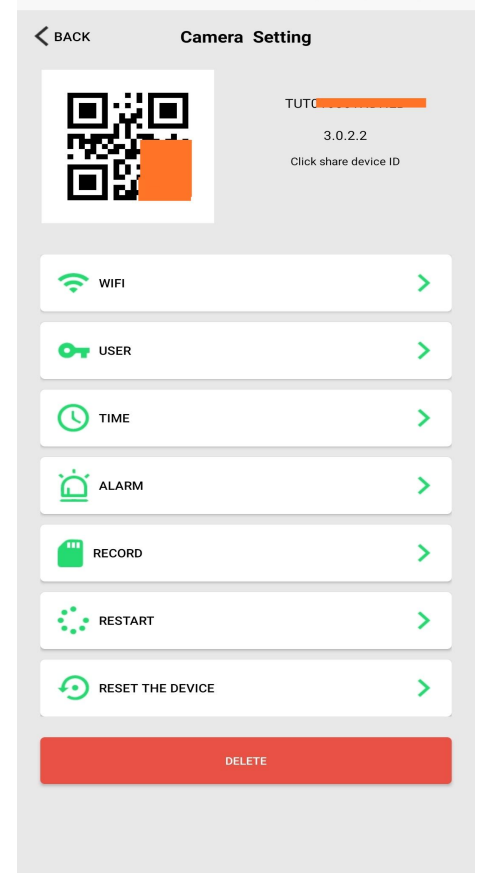 BACK
Camera Setting
3.0.2.2
Click share device ID
WIFI
USER
TIME
ALARM
RECORD
RESTART
RESET THE DEVICE
DELETE